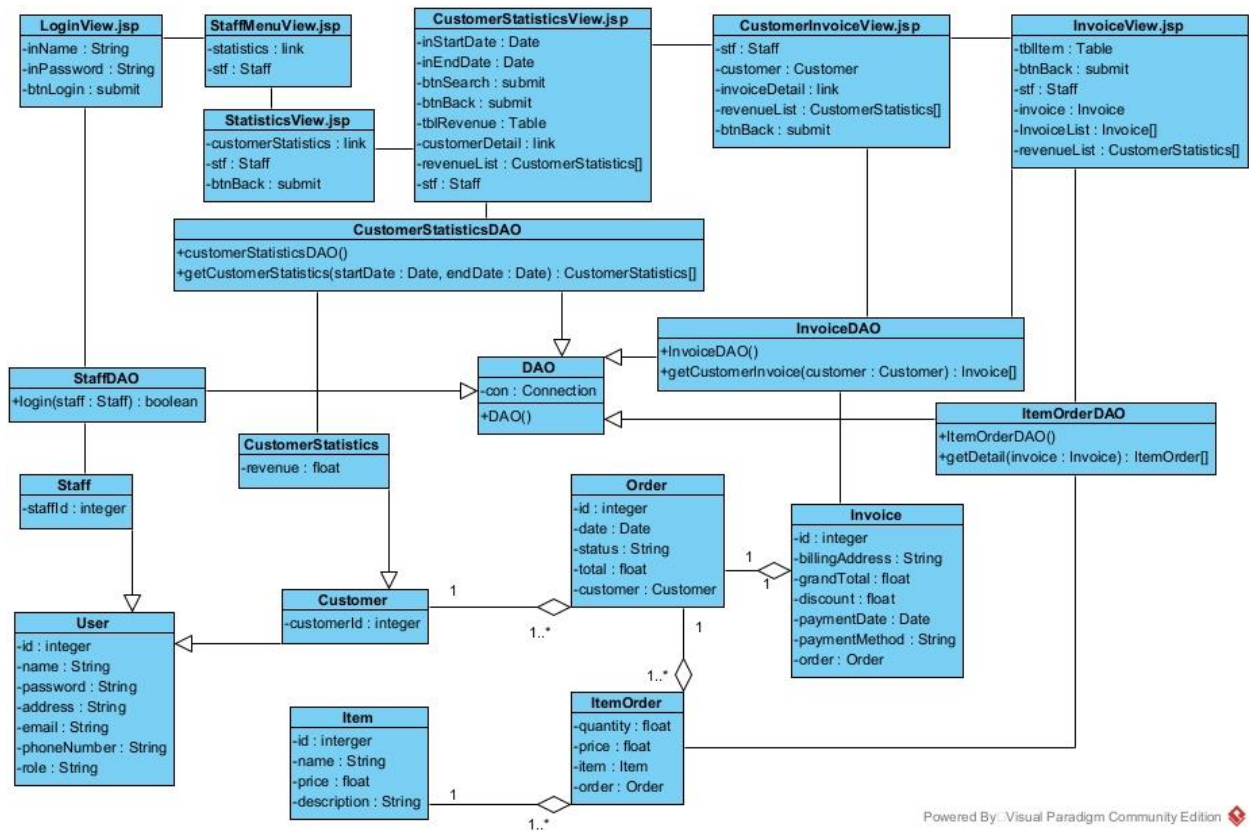 LoginView.jsp
-inName : String
-inPassword : String
-btnLogin : submit
StaffMenuView.jsp
-statistics : link
-stf : Staff
CustomerStatisticsView.jsp
-inStartDate : Date
-inEndDate : Date
-btnSearch : submit
-btnBack : submit
-tblRevenue : Table
-customerDetail : link
-revenueList : CustomerStatistics[]
-stf : Staff
CustomerInvoiceView.jsp
-stf : Staff
-customer : Customer
-invoiceDetail : link
-revenueList : CustomerStatistics[]
-btnBack : submit
InvoiceView.jsp
-tblItem : Table
-btnBack : submit
-stf : Staff
-invoice : Invoice
-InvoiceList : Invoice[]
-revenueList : CustomerStatistics[]
StatisticsView.jsp
-customerStatistics : link
-stf : Staff
-btnBack : submit
CustomerStatisticsDAO
+customerStatisticsDAO()
+getCustomerStatistics(startDate : Date, endDate : Date) : CustomerStatistics[]
InvoiceDAO
+InvoiceDAO()
+getCustomerInvoice(customer : Customer) : Invoice[]
DAO
-con : Connection
+DAO()
StaffDAO
+login(staff : Staff) : boolean
ItemOrderDAO
+ItemOrderDAO()
+getDetail(invoice : Invoice) : ItemOrder[]
CustomerStatistics
-revenue : float
Staff
-staffId : integer
Order
-id : integer
-date : Date
-status : String
-total : float
-customer : Customer
Invoice
-id : integer
-billingAddress : String
-grandTotal : float
-discount : float
-paymentDate : Date
-paymentMethod : String
-order : Order
1
1
Customer
-customerId : integer
1
1..*
User
-id : integer
-name : String
-password : String
-address : String
-email : String
-phoneNumber : String
-role : String
1
1..*
Item
-id : interger
-name : String
-price : float
-description : String
ItemOrder
-quantity : float
-price : float
-item : Item
-order : Order
1
1..*
Powered By Visual Paradigm Community Edition